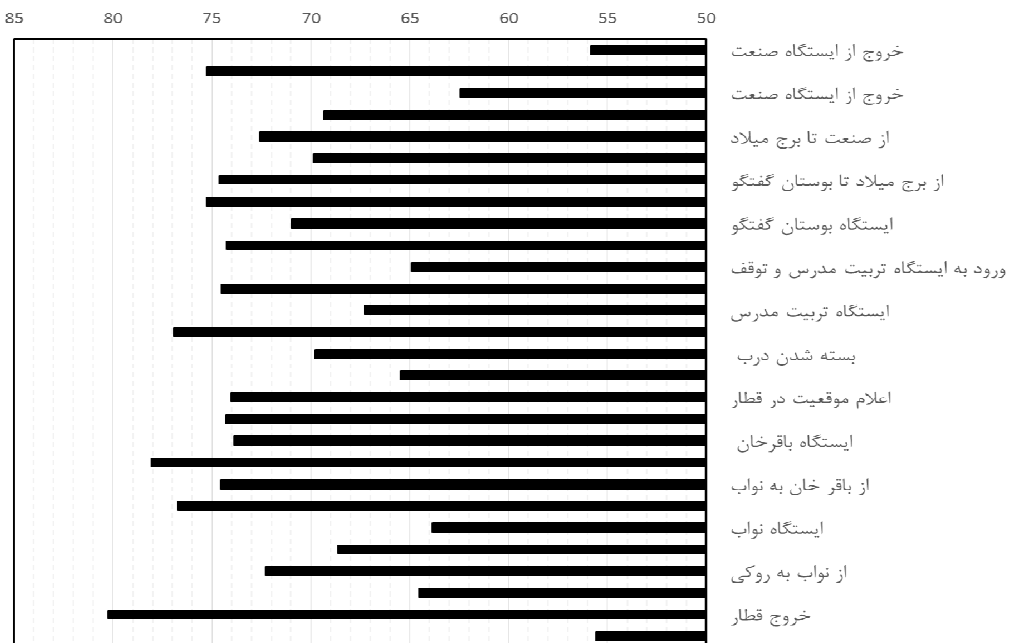 85 80 75 70 65 60 55 50
خروج از ایستگاه صنعت
خروج از ایستگاه صنعت
از صنعت تا برج میلاد
از برج میلاد تا بوستان گفتگو
ایستگاه بوستان گفتگو
ورود به ایستگاه تربیت مدرس و توقف
ایستگاه تربیت مدرس
بسته شدن درب
اعلام موقعیت در قطار
ایستگاه باقرخان
از باقر خان به نواب
ایستگاه نواب
از نواب به روکی
خروج قطار